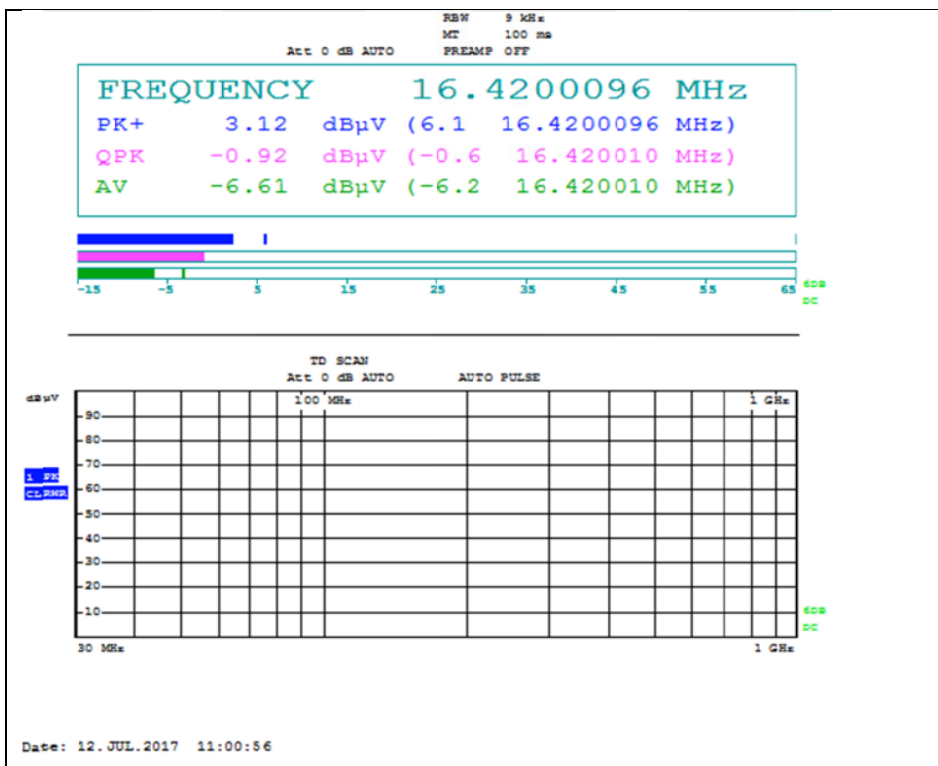 RBW 9 kHz
MT 100 ms
Att 0 dB AUTO PREAMP OFF
FREQUENCY 16.4200096 MHz
PK+ 3.12 dBµV (6.1 16.4200096 MHz)
QPK -0.92 dBµV (-0.6 16.420010 MHz)
AV -6.61 dBµV (-6.2 16.420010 MHz)
-15 -5 5 15 25 35 45 55 65
6DB
DC
TD SCAN
Att 0 dB AUTO AUTO PULSE
dBµV
100 MHz 1 GHz
90
80
70
1 PK
60
CLRWR
50
40
30
20
10
6DB
DC
30 MHz 1 GHz
Date: 12.JUL.2017 11:00:56